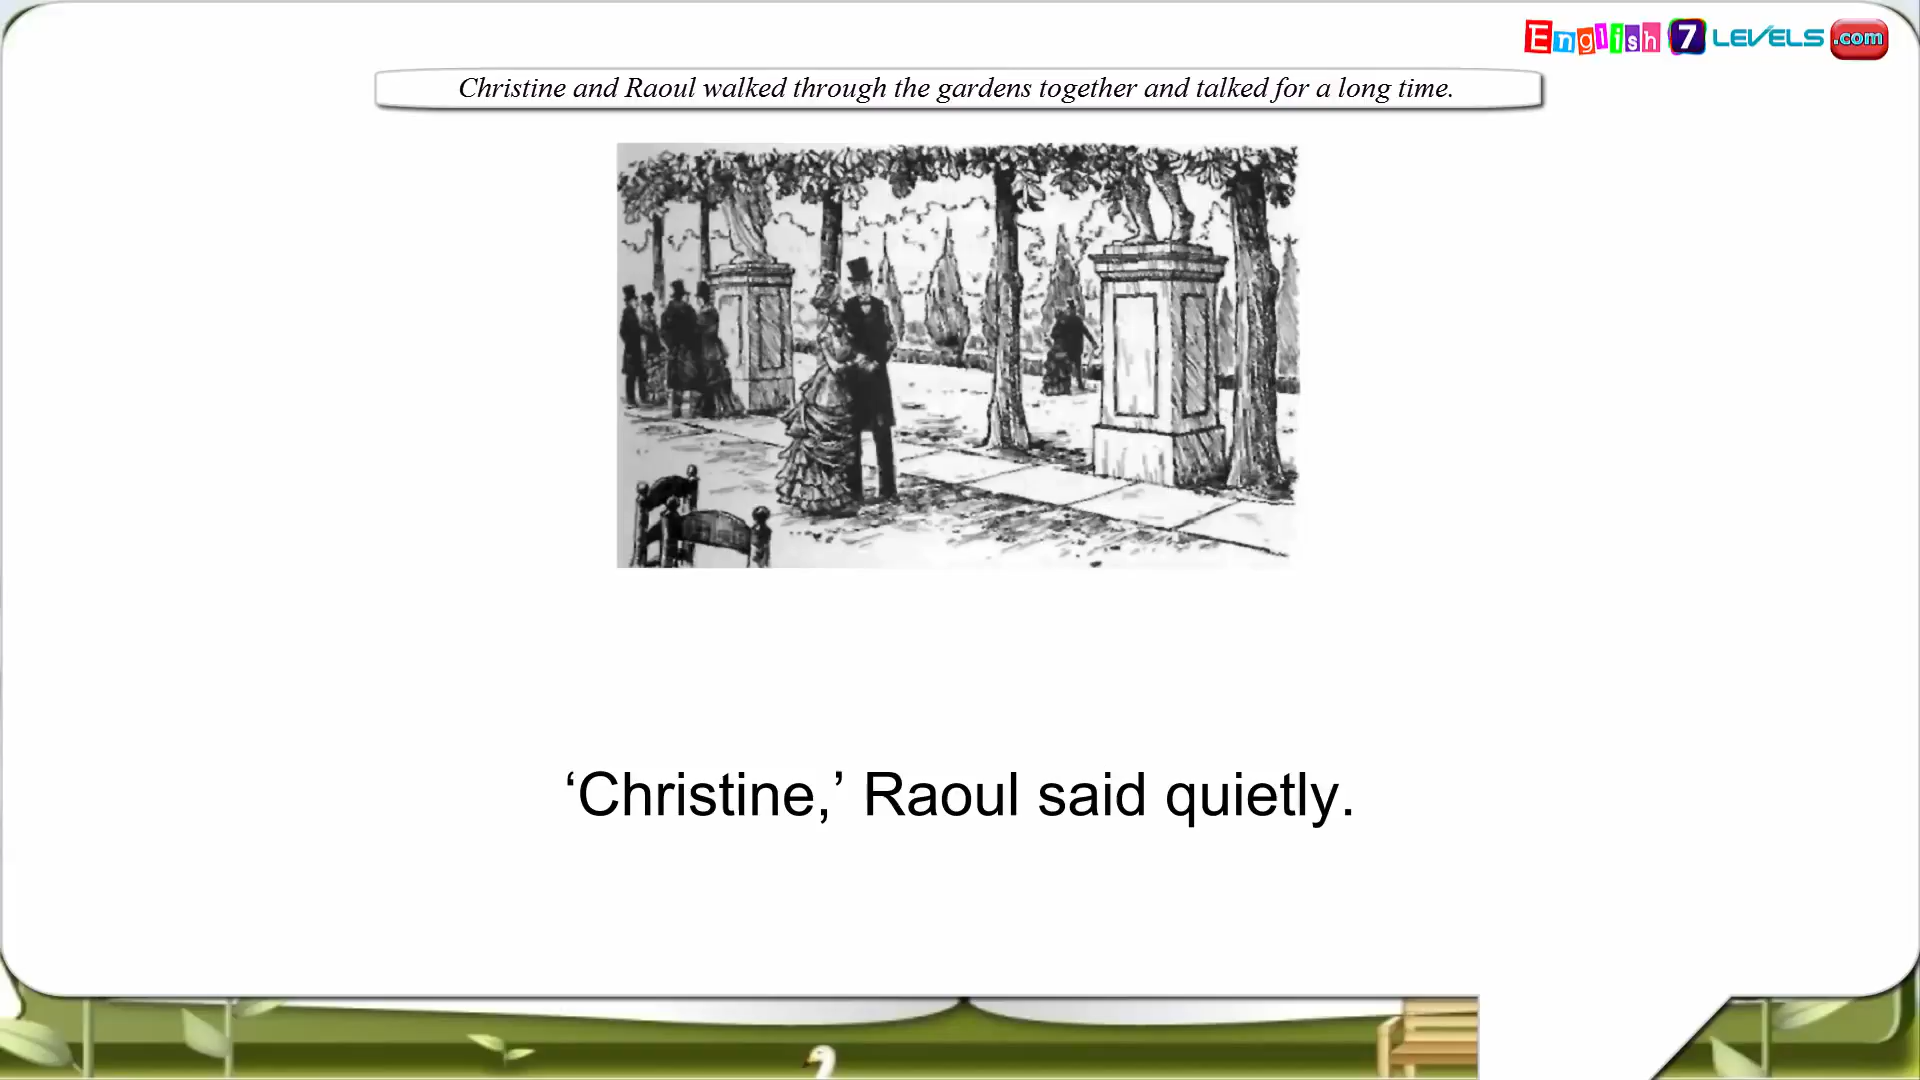 English 7 LEVELS .com
Christine and Raoul walked through the gardens together and talked for a long time.
‘Christine,’ Raoul said quietly.